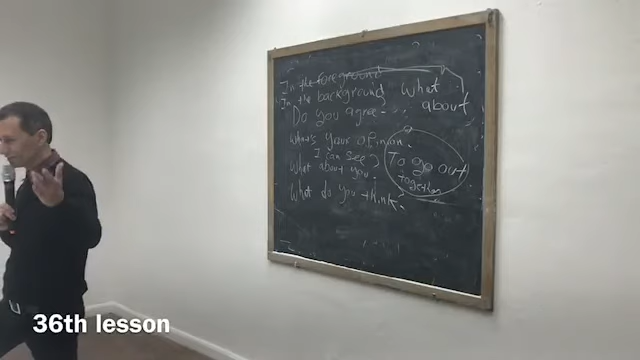 In the foreground
In the background
What about
Do you agree...
What's your opinion.
I can see?
What about you.
To go out
together
What do you think.
36th lesson